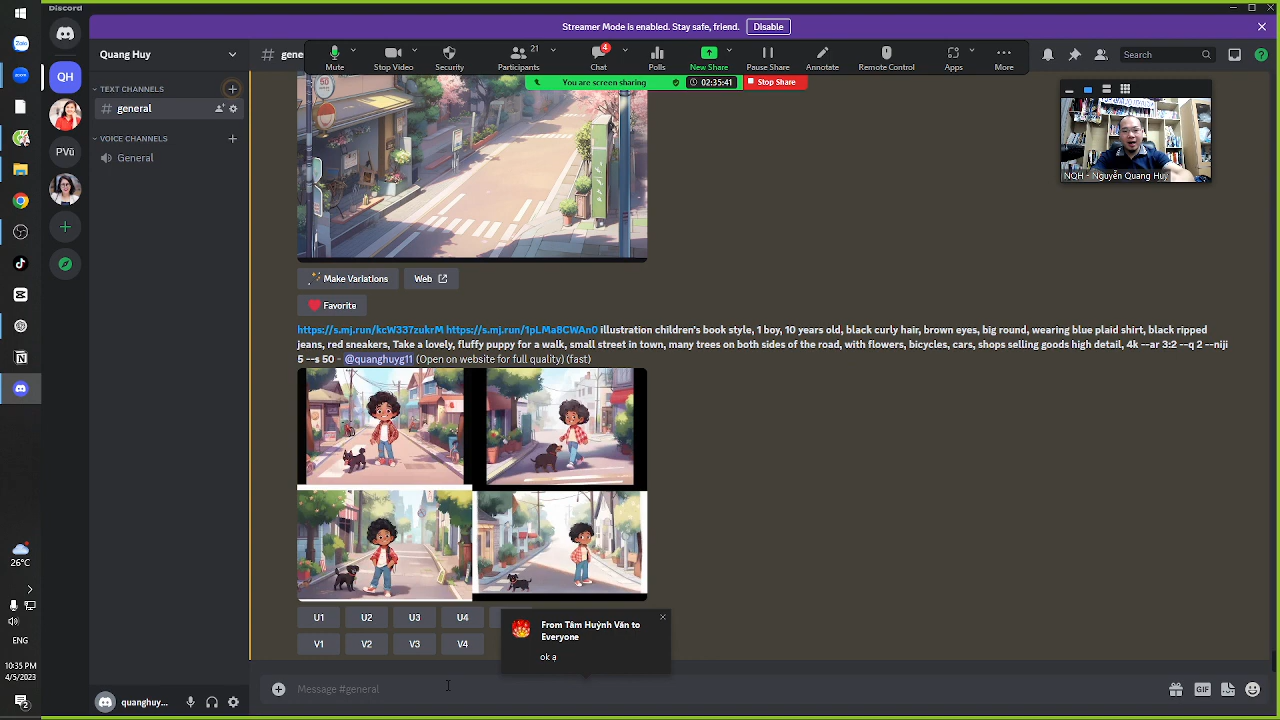 Discord
Streamer Mode is enabled. Stay safe, friend.
Disable
Quang Huy
# gene
Mute
Stop Video
Security
21
Participants
4
Chat
Polls
New Share
Pause Share
Annotate
Remote Control
Apps
More
Search
You are screen sharing
02:35:41
Stop Share
QH
TEXT CHANNELS
# general
VOICE CHANNELS
General
PVũ
NQH - Nguyễn Quang Huy
50
Make Variations
Web
Favorite
https://s.mj.run/kcW337zukrM https://s.mj.run/1pLMa8CWAn0 illustration children's book style, 1 boy, 10 years old, black curly hair, brown eyes, big round, wearing blue plaid shirt, black ripped
jeans, red sneakers, Take a lovely, fluffy puppy for a walk, small street in town, many trees on both sides of the road, with flowers, bicycles, cars, shops selling goods high detail, 4k --ar 3:2 --q 2 --niji
5 --s 50 - @quanghuyg11 (Open on website for full quality) (fast)
U1
U2
U3
U4
V1
V2
V3
V4
From Tâm Huỳnh Văn to
Everyone
ok a
Message #general
GIF
quanghuy...
26°C
ENG
10:35 PM
4/5/2023
2
Zalo
zoom